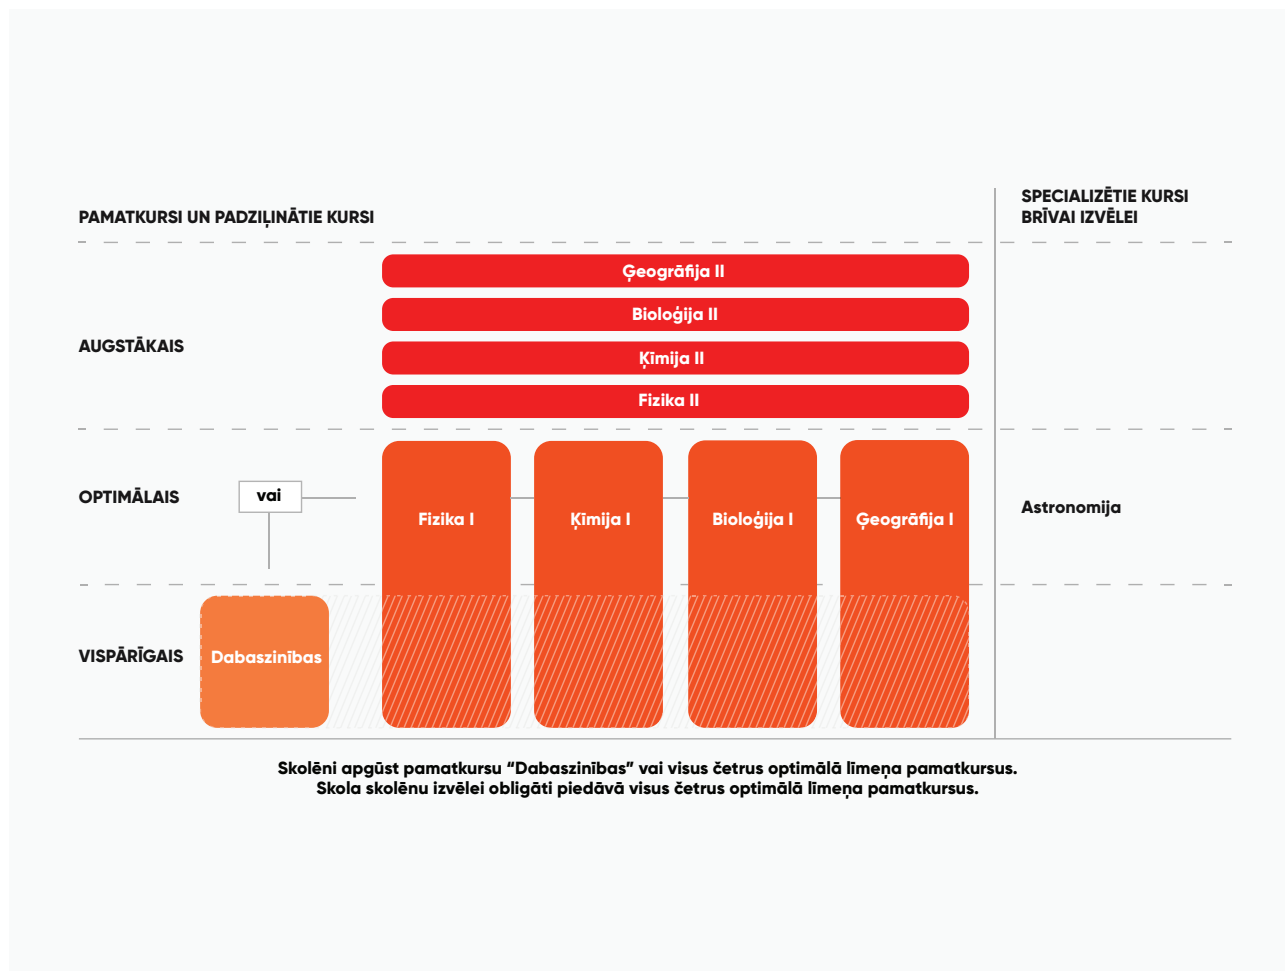 PAMATKURSI UN PADZIĻINĀTIE KURSI
SPECIALIZĒTIE KURSI
BRĪVAI IZVĒLEI
AUGSTĀKAIS
Ģeogrāfija II
Bioloģija II
Ķīmija II
Fizika II
OPTIMĀLAIS
vai
Fizika I
Ķīmija I
Bioloģija I
Ģeogrāfija I
Astronomija
VISPĀRĪGAIS
Dabaszinības
Skolēni apgūst pamatkursu “Dabaszinības” vai visus četrus optimālā līmeņa pamatkursus.
Skola skolēnu izvēlei obligāti piedāvā visus četrus optimālā līmeņa pamatkursus.